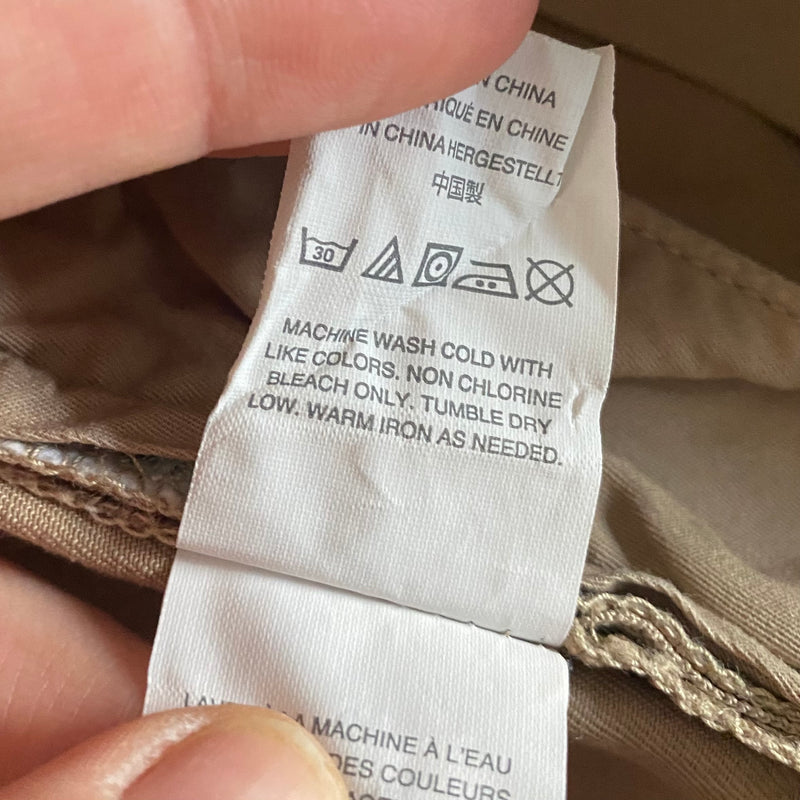 CHINA
EN CHINE
IN CHINA HERGESTELLT
中国製
30
MACHINE WASH COLD WITH
LIKE COLORS. NON CHLORINE
BLEACH ONLY. TUMBLE DRY
LOW. WARM IRON AS NEEDED.
MACHINE À L'EAU
DES COULEURS